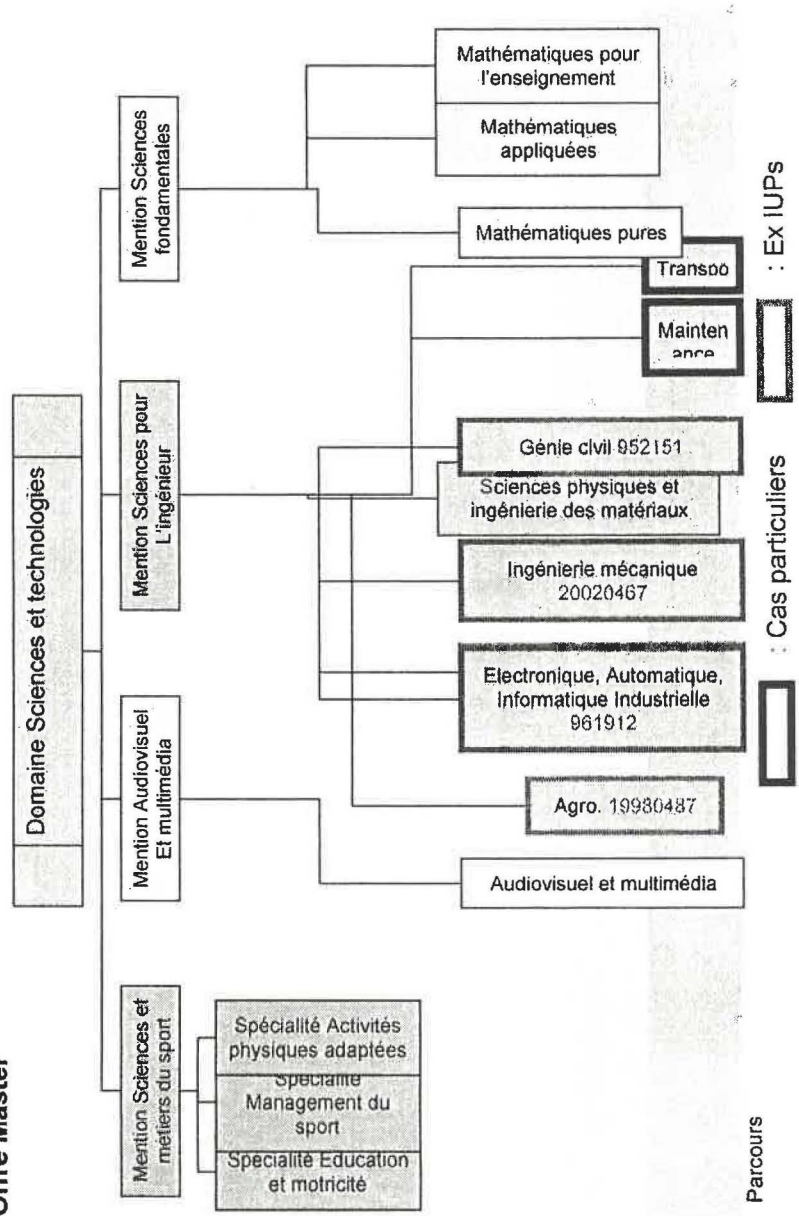 Offre Master
Domaine Sciences et technologies
Mention Sciences et
métiers du sport
Mention Audiovisuel
Et multimédia
Mention Sciences pour
L'ingénieur
Mention Sciences
fondamentales
Spécialité Education
et motricité
Spécialité
Management du
sport
Spécialité Activités
physiques adaptées
Audiovisuel et multimédia
Agro. 19980487
Electronique, Automatique,
Informatique Industrielle
961912
Ingénierie mécanique
20020467
Sciences physiques et
ingénierie des matériaux
Génie civil 952151
Mainten
ance
Transpo
Mathématiques pures
Mathématiques
appliquées
Mathématiques pour
l'enseignement
Parcours
: Cas particuliers
: Ex IUPs